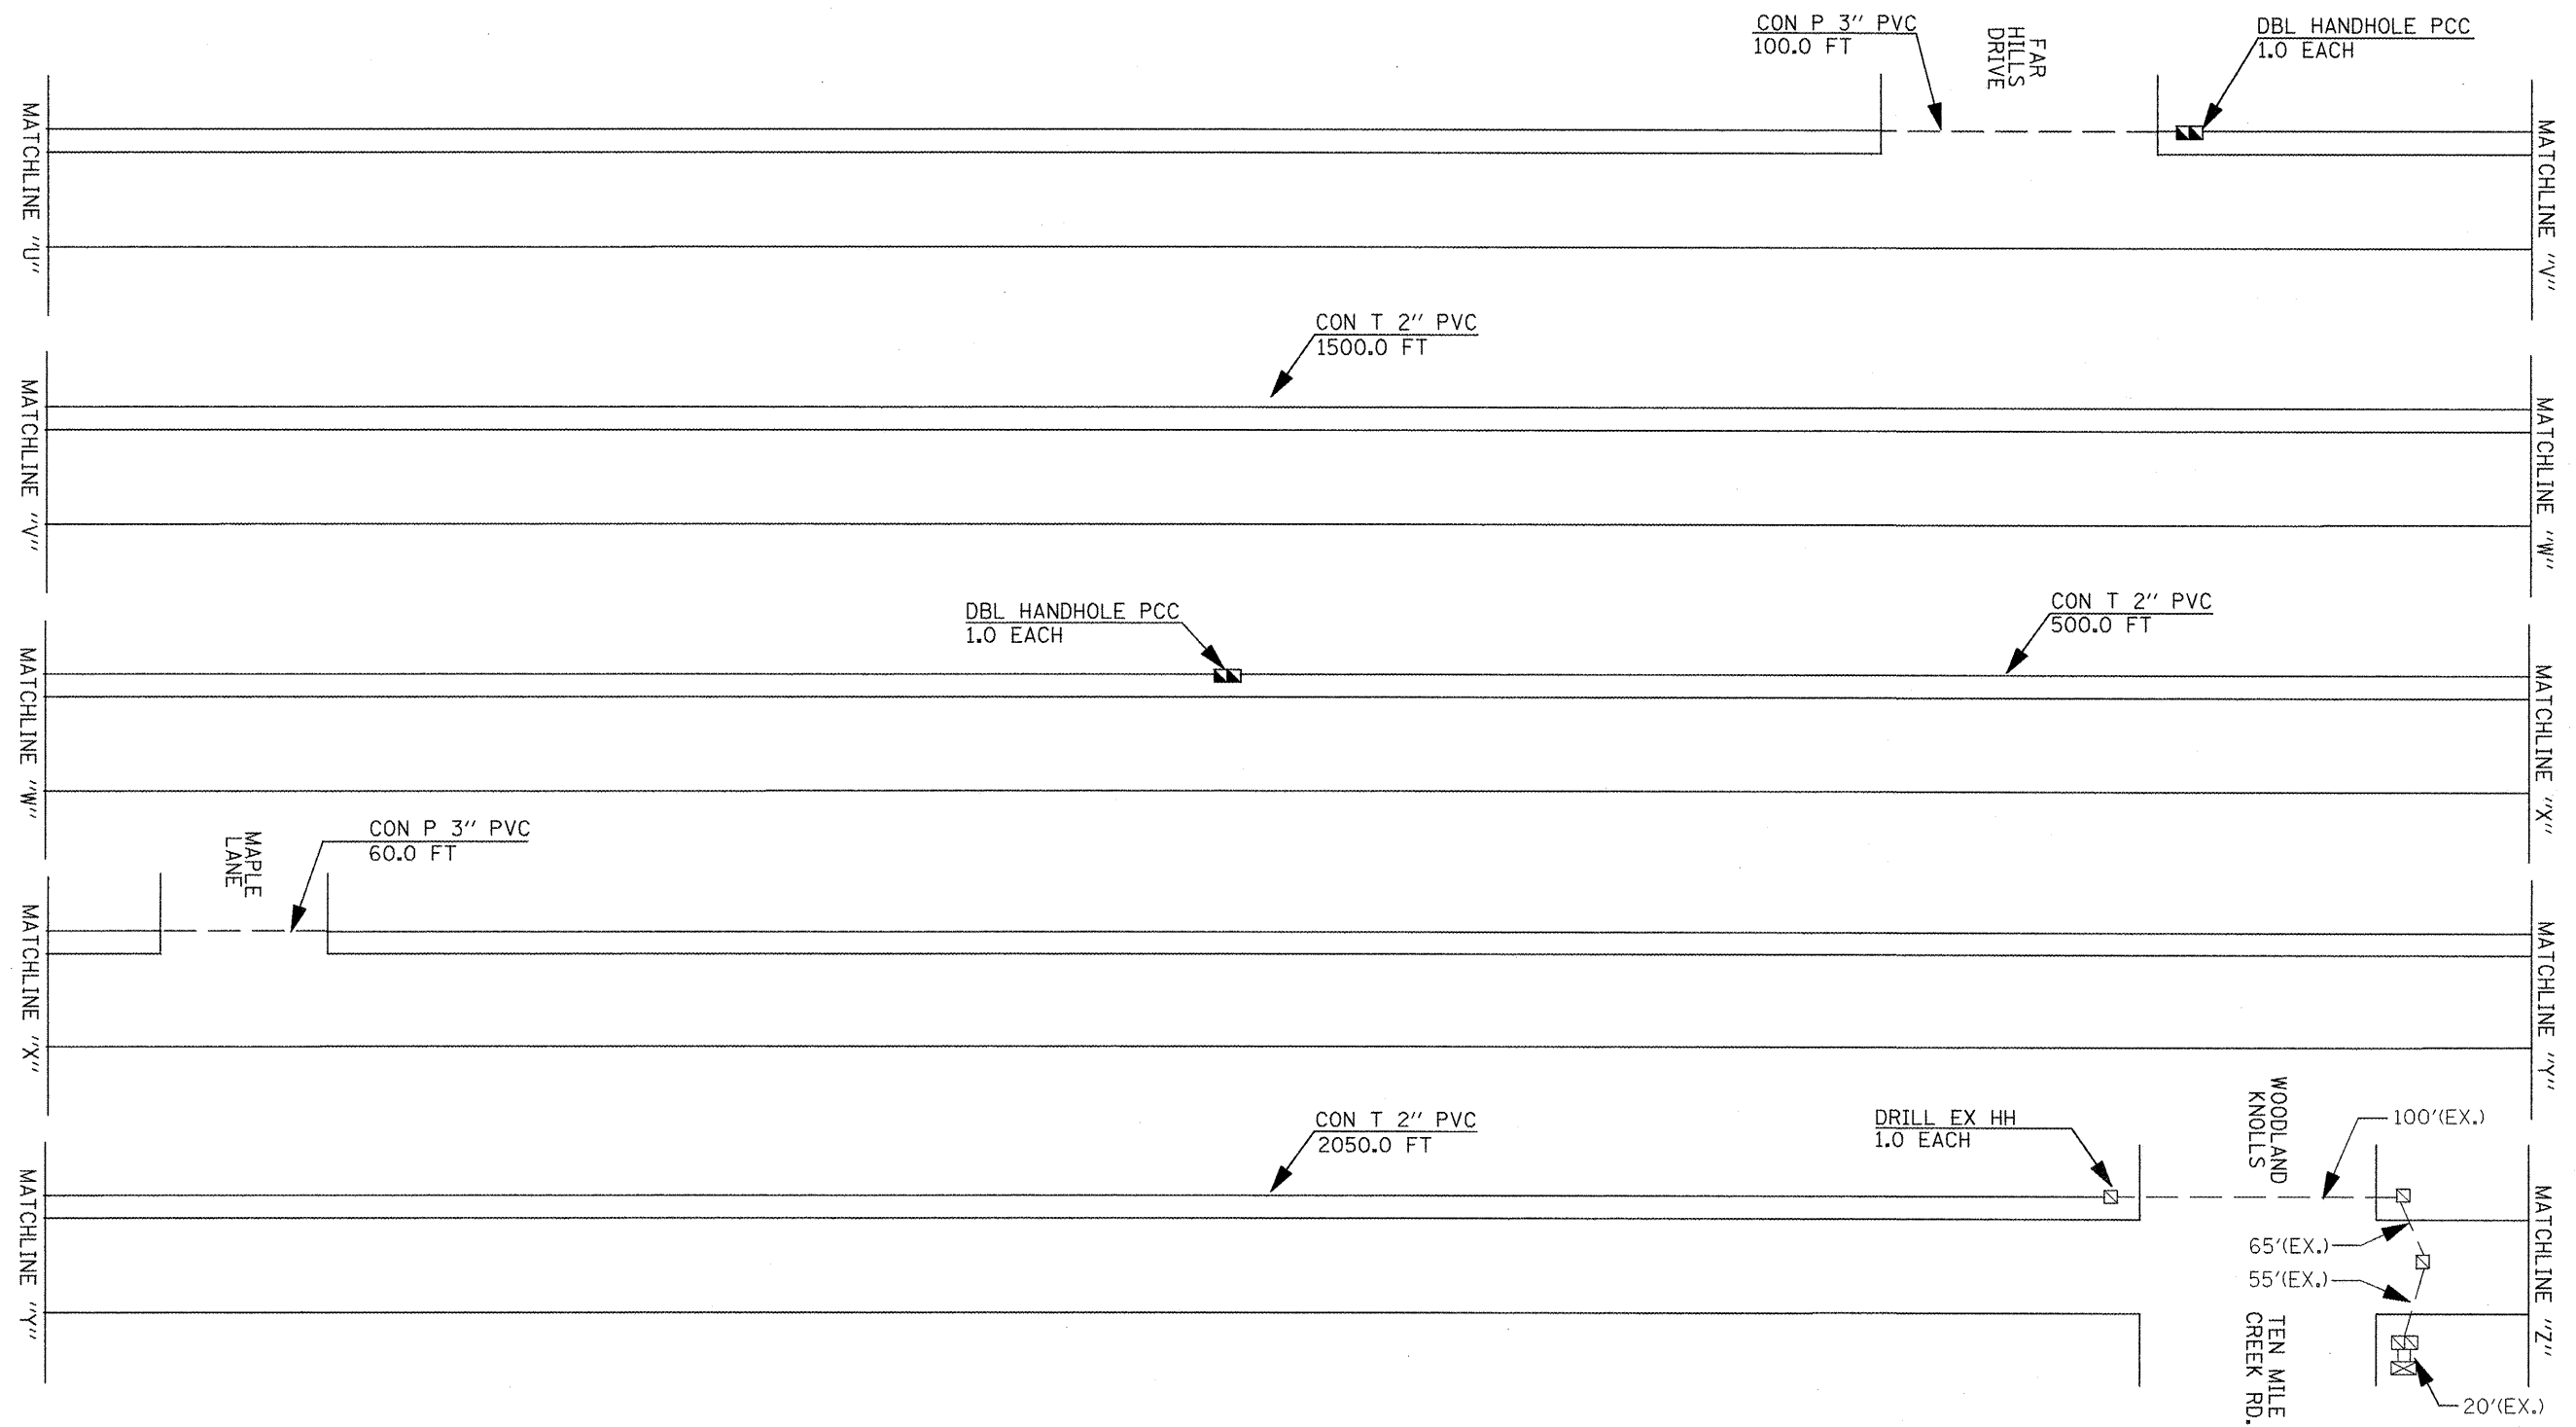 CON P 3" PVC
100.0 FT
FAR
HILLS
DRIVE
DBL HANDHOLE PCC
1.0 EACH
MATCHLINE "U"
MATCHLINE "V"
CON T 2" PVC
1500.0 FT
MATCHLINE "V"
MATCHLINE "W"
DBL HANDHOLE PCC
1.0 EACH
CON T 2" PVC
500.0 FT
MATCHLINE "W"
MATCHLINE "X"
MAPLE
LANE
CON P 3" PVC
60.0 FT
MATCHLINE "X"
MATCHLINE "Y"
CON T 2" PVC
2050.0 FT
DRILL EX HH
1.0 EACH
WOODLAND
KNOLLS
100'(EX.)
65'(EX.)
55'(EX.)
TEN MILE
CREEK RD.
20'(EX.)
MATCHLINE "Y"
MATCHLINE "Z"